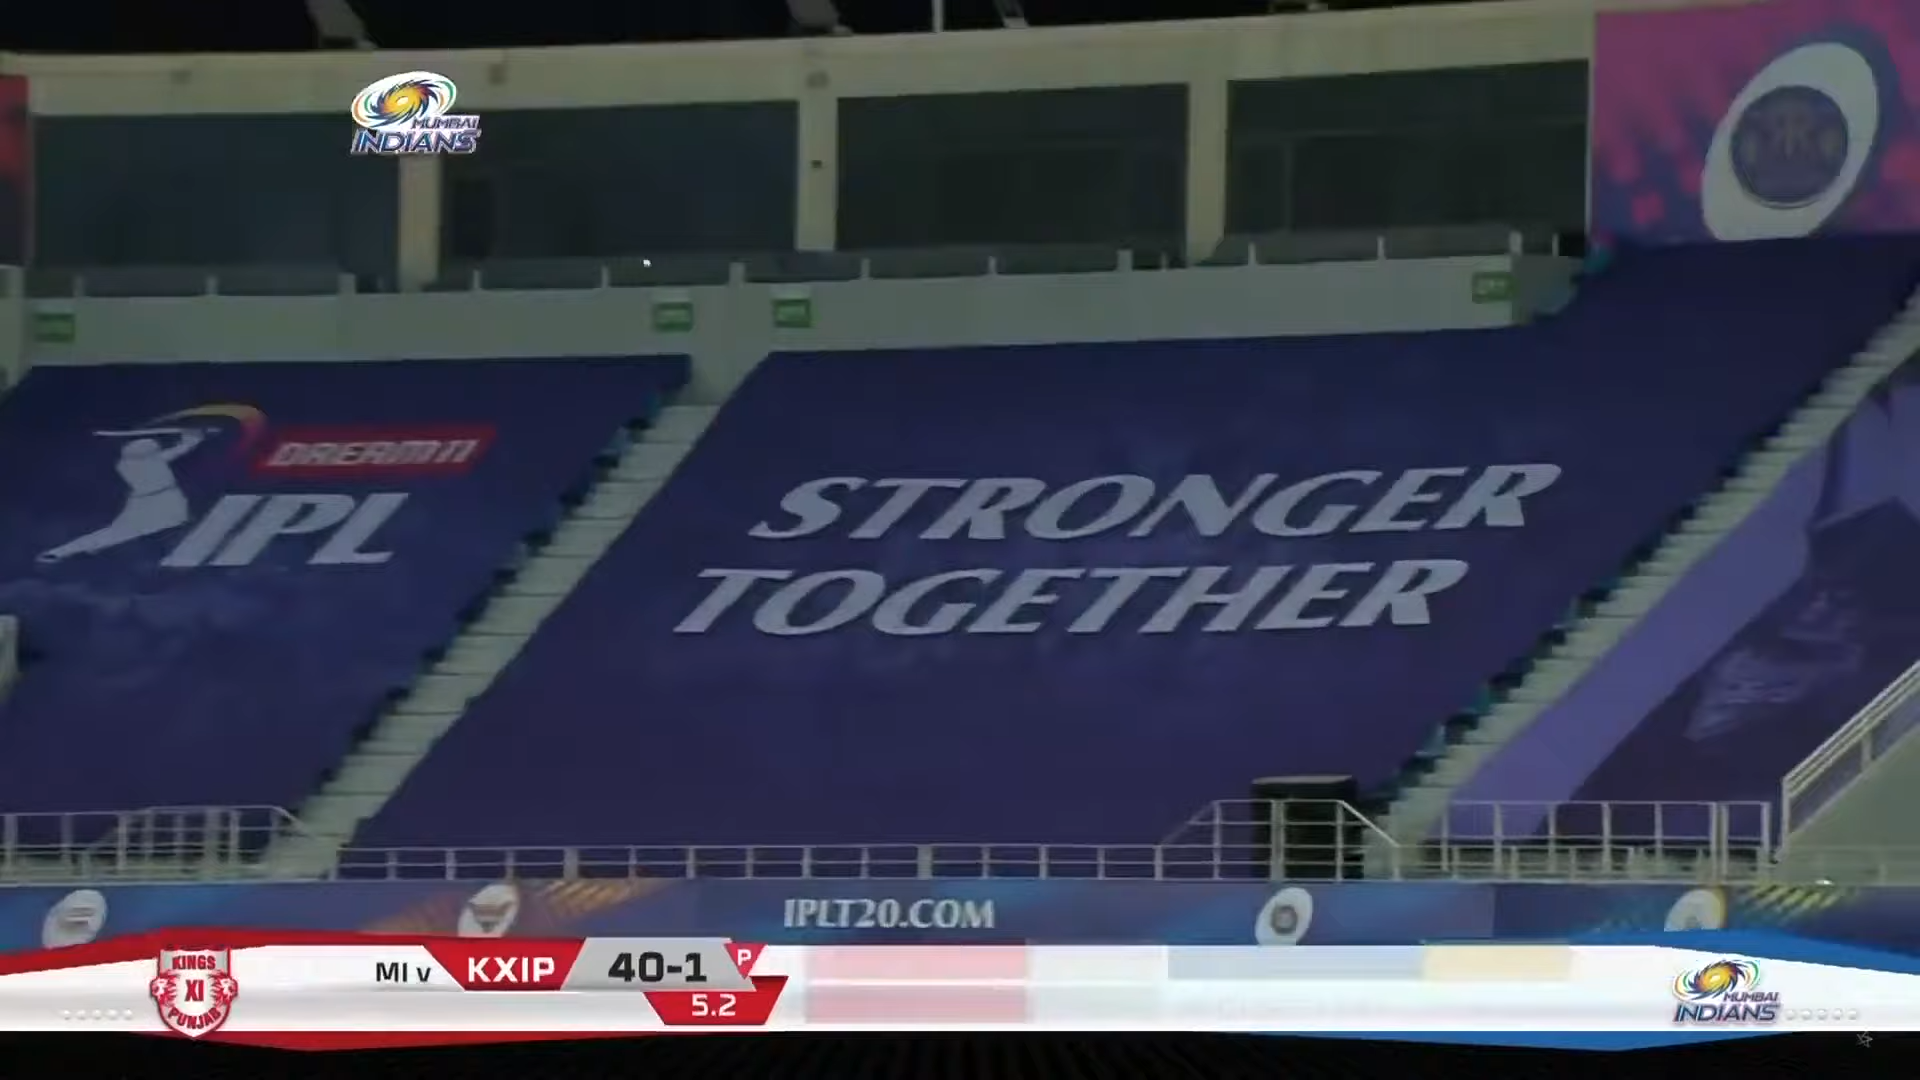 MUMBAI
INDIANS
DREAM11
IPL
STRONGER
TOGETHER
IPLT20.COM
KINGS
XI
PUNJAB
MI v KXIP 40-1 P
5.2
MUMBAI
INDIANS